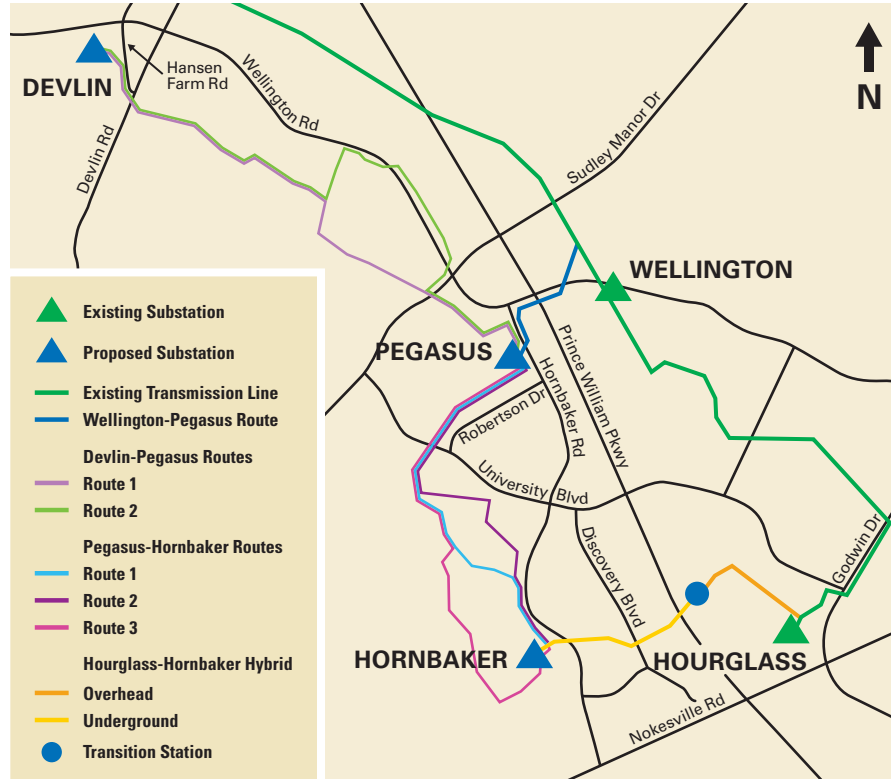 DEVLIN
Hansen
Farm Rd
Wellington Rd
Devlin Rd
Sudley Manor Dr
N
WELLINGTON
PEGASUS
Prince William Pkwy
Hornbaker Rd
Robertson Dr
University Blvd
Discovery Blvd
Godwin Dr
HORNBAKER
HOURGLASS
Nokesville Rd
Existing Substation
Proposed Substation
Existing Transmission Line
Wellington-Pegasus Route
Devlin-Pegasus Routes
Route 1
Route 2
Pegasus-Hornbaker Routes
Route 1
Route 2
Route 3
Hourglass-Hornbaker Hybrid
Overhead
Underground
Transition Station